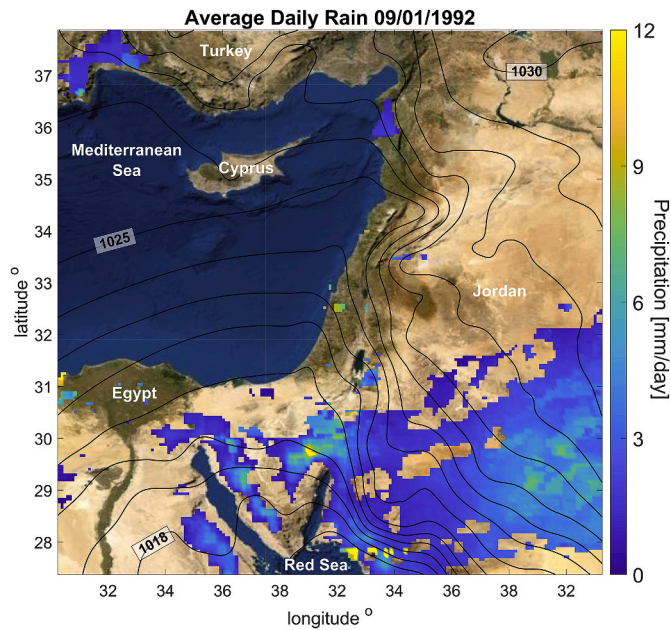 Average Daily Rain 09/01/1992
Turkey
1030
Mediterranean
Sea
Cyprus
1025
Jordan
Egypt
1018
Red Sea
37
36
35
34
33
32
31
30
29
28
latitude o
32
34
36
38
34
36
38
32
longitude o
12
9
6
3
0
Precipitation [mm/day]